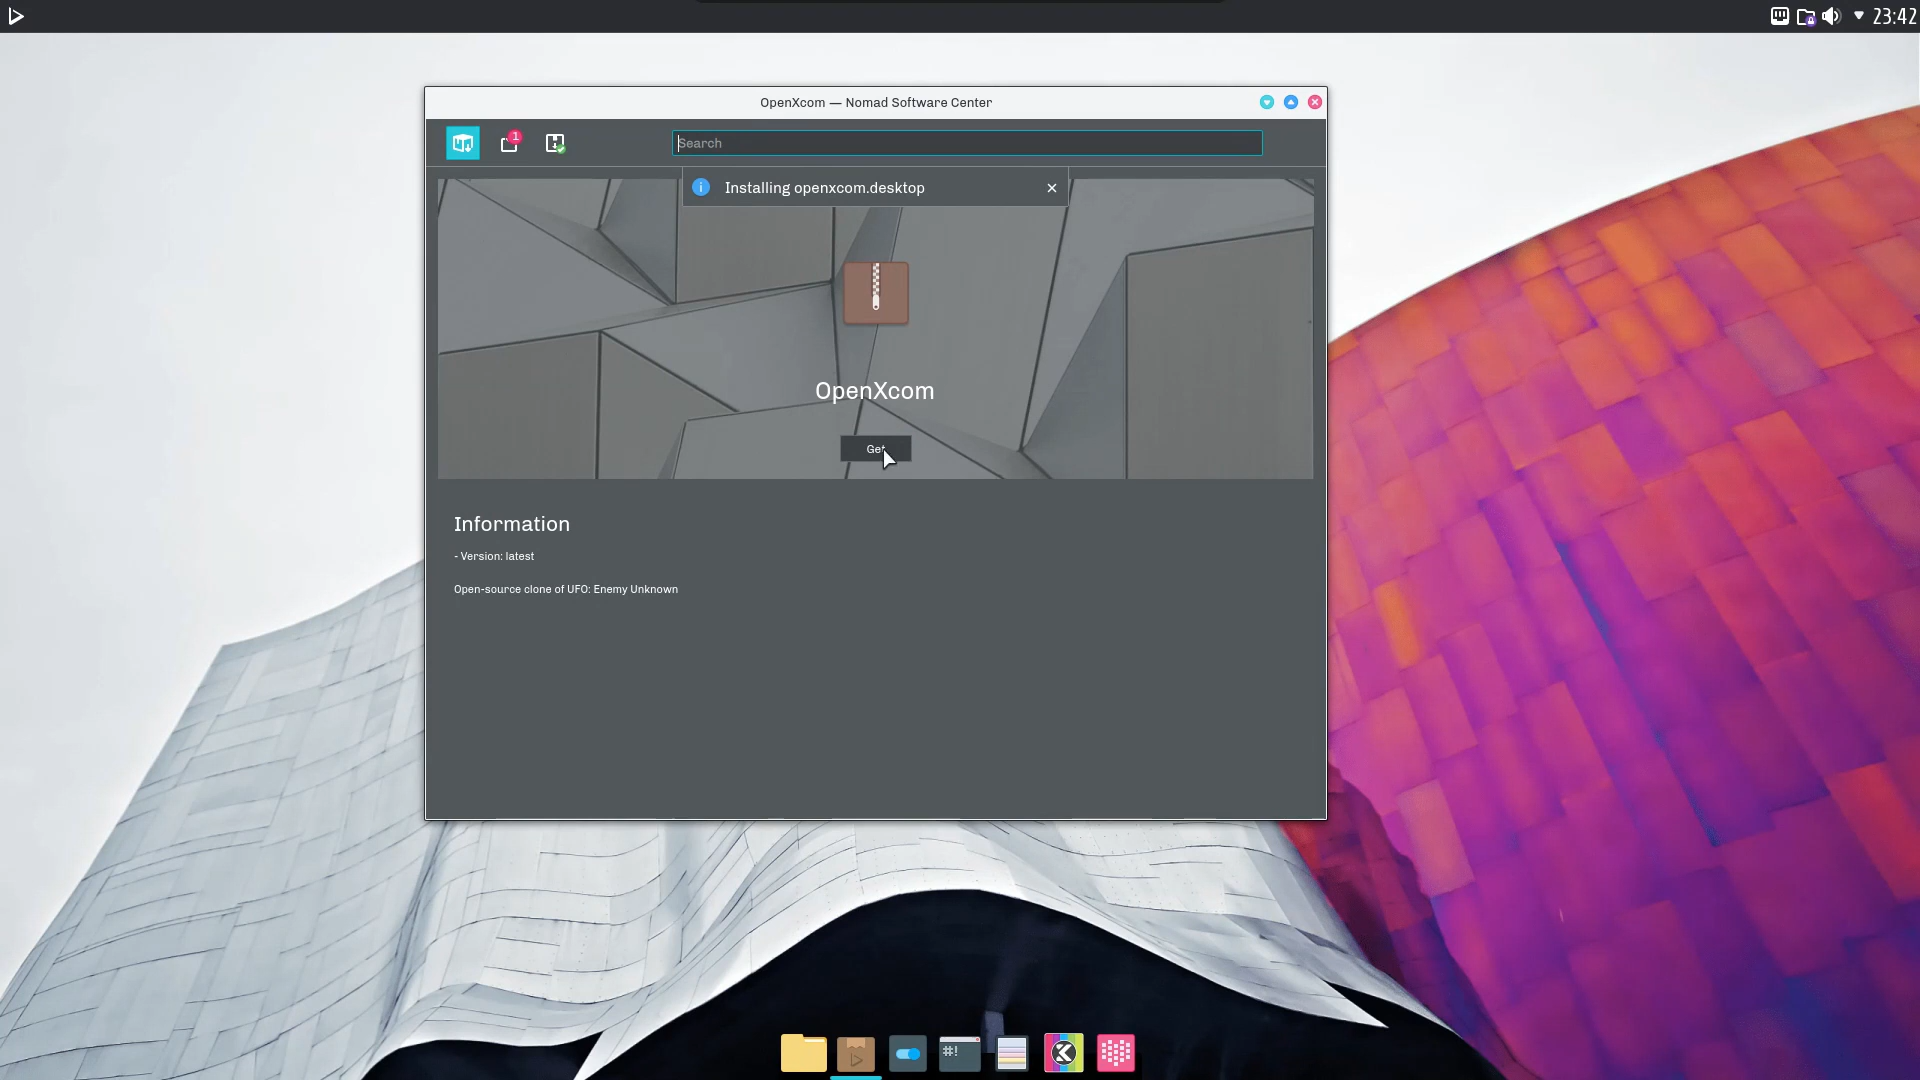 23:42
OpenXcom — Nomad Software Center
1
Search
Installing openxcom.desktop
OpenXcom
Get
Information
- Version: latest
Open-source clone of UFO: Enemy Unknown
#!